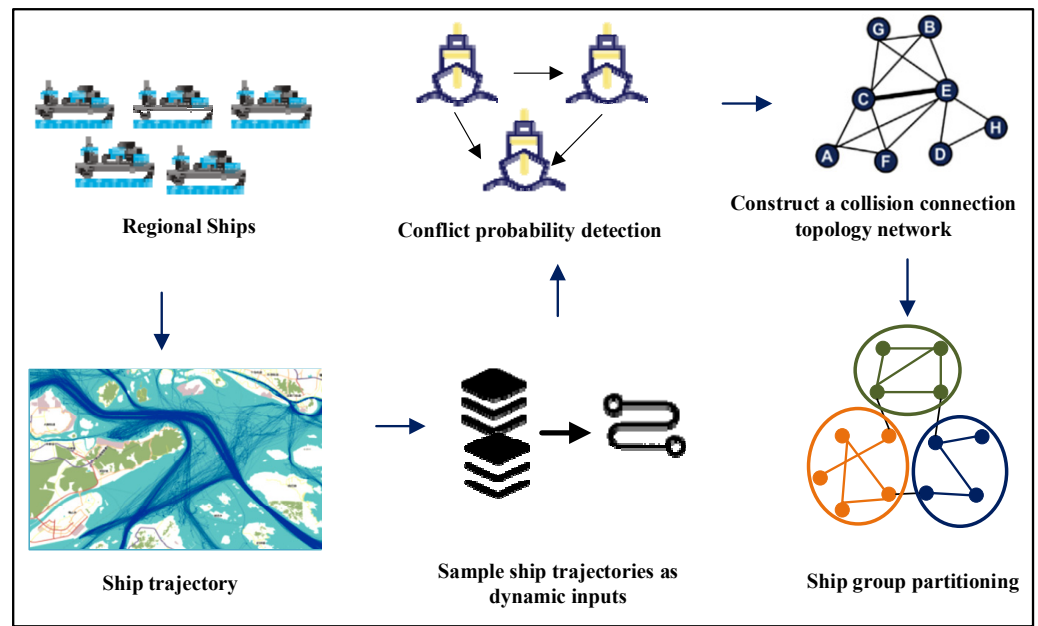 G
B
C
E
A
F
D
H
Regional Ships
Conflict probability detection
Construct a collision connection
topology network
Ship trajectory
Sample ship trajectories as
dynamic inputs
Ship group partitioning